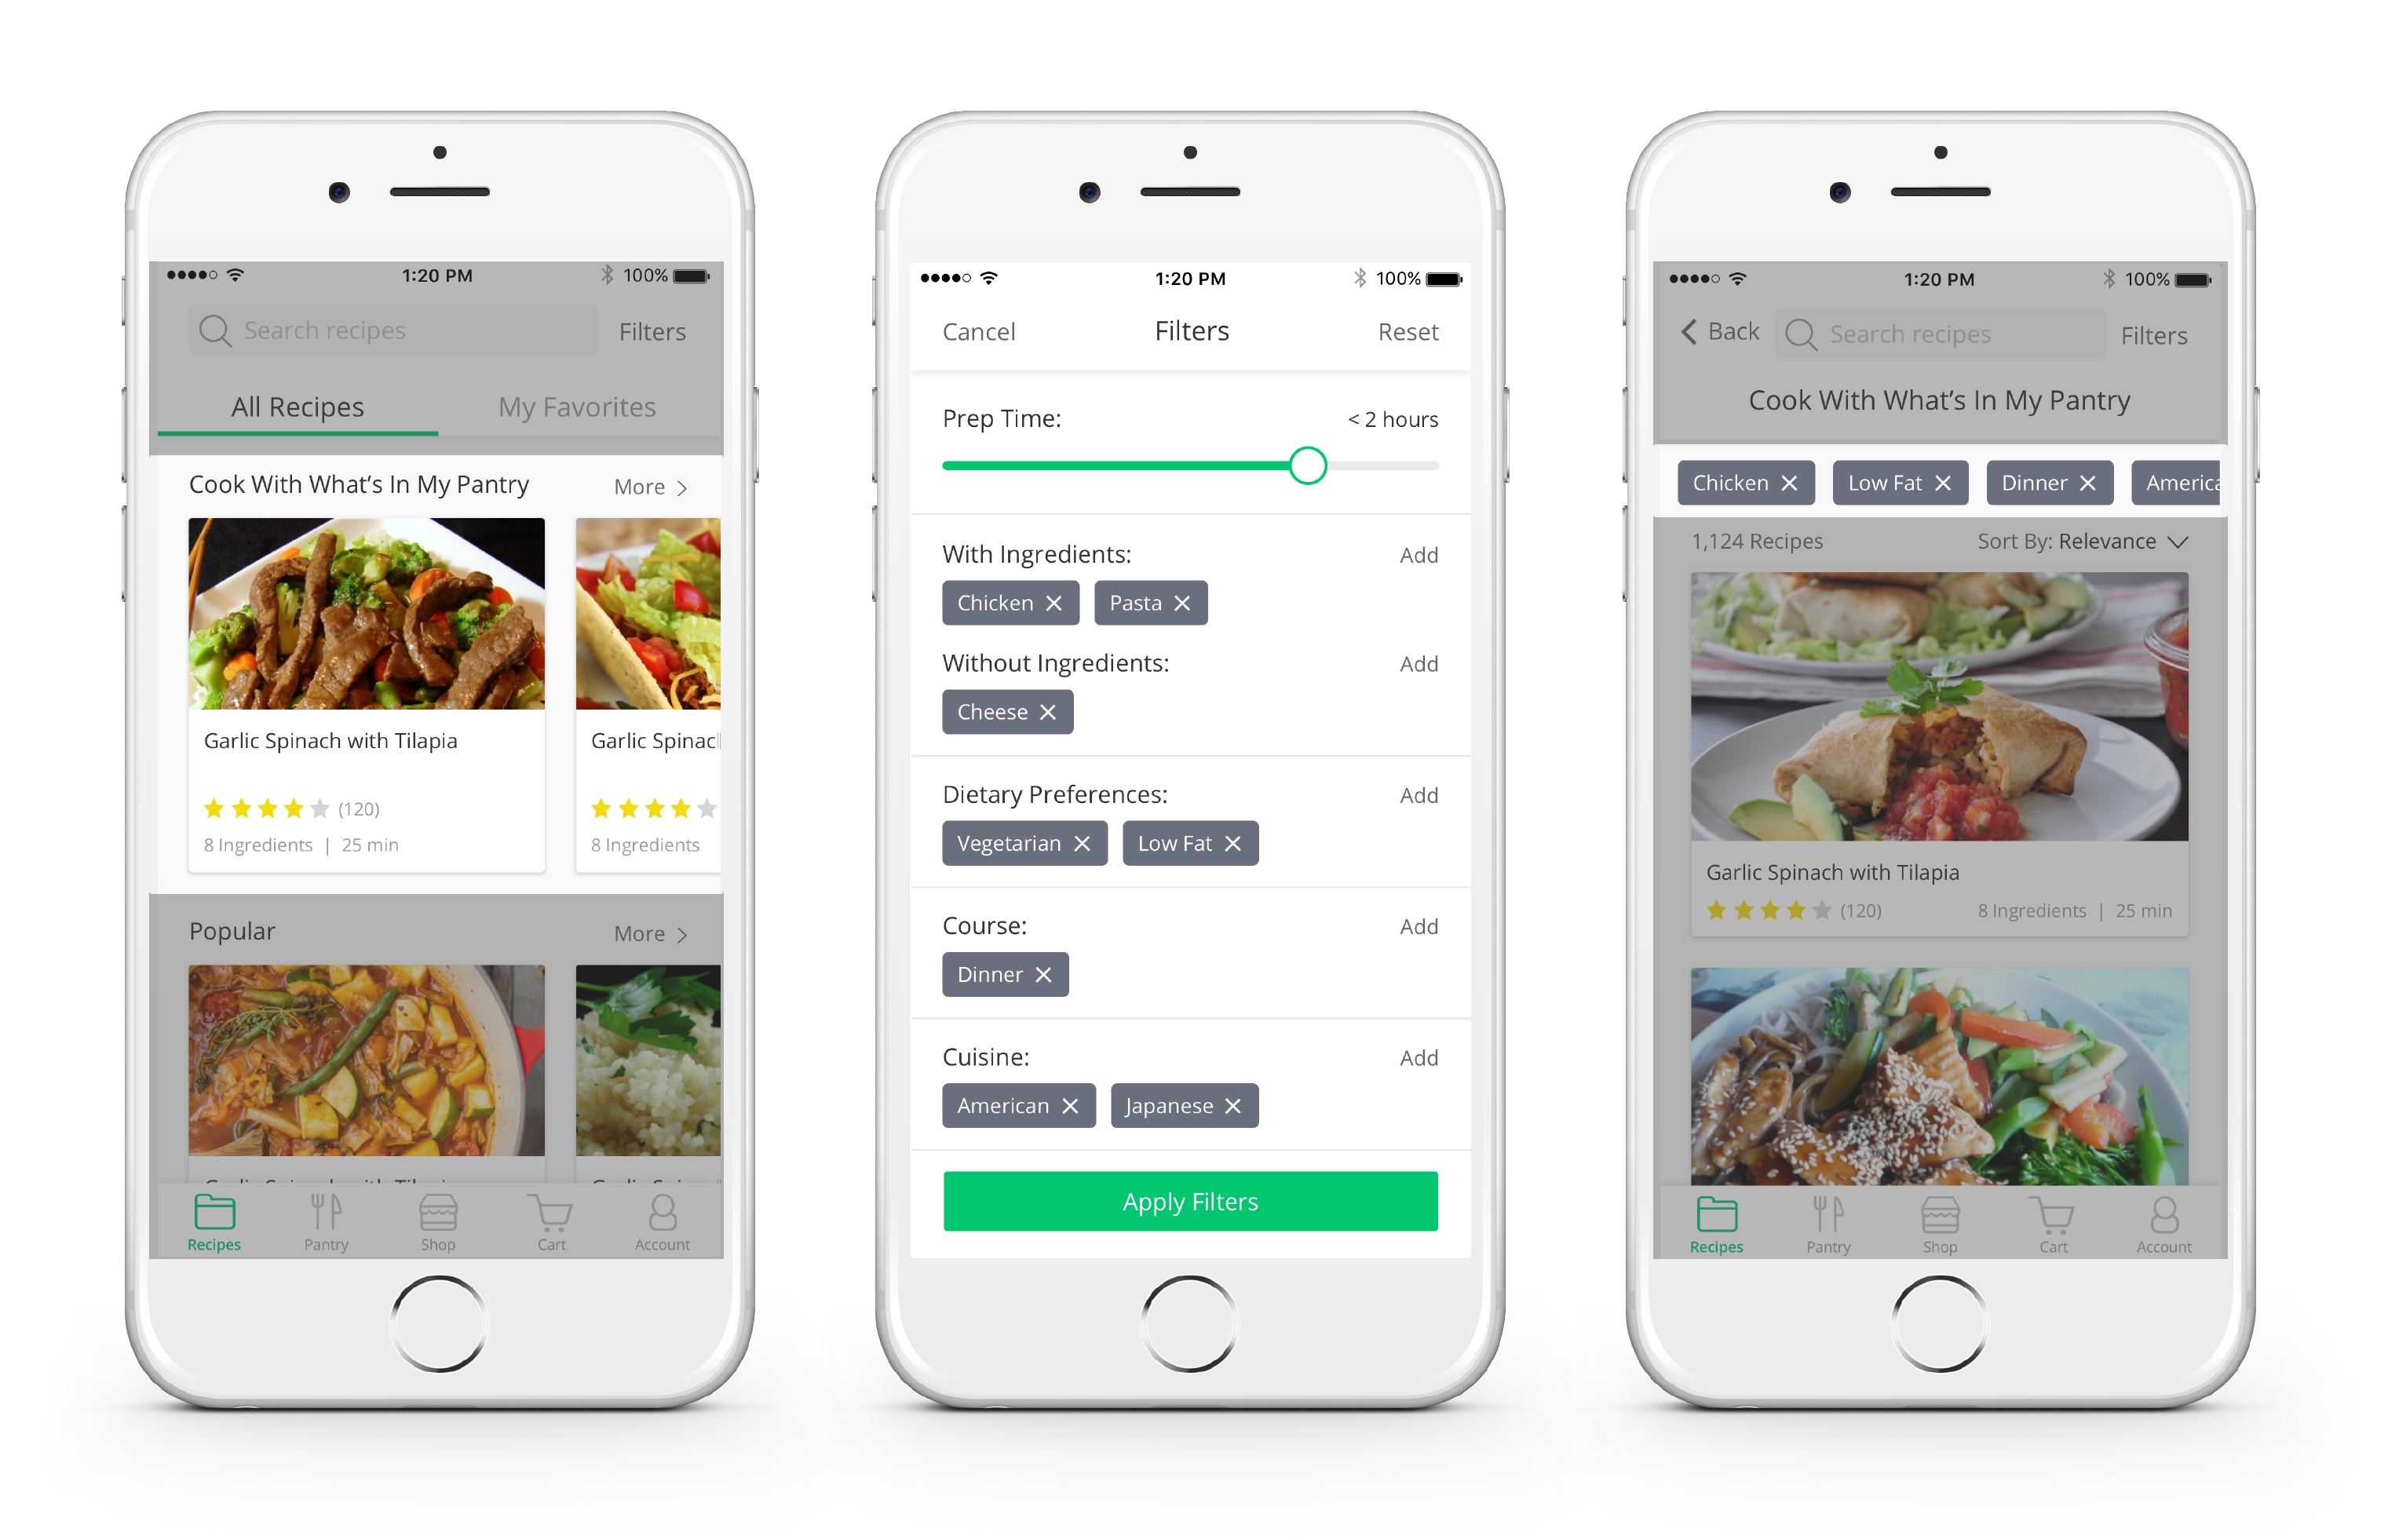 1:20 PM 100%
Search recipes Filters
All Recipes My Favorites
Cook With What's In My Pantry More
Garlic Spinach with Tilapia Garlic Spinac
(120)
8 Ingredients | 25 min 8 Ingredients
Popular More
Recipes Pantry Shop Cart Account
1:20 PM 100%
Cancel Filters Reset
Prep Time: < 2 hours
With Ingredients: Add
Chicken Pasta
Without Ingredients: Add
Cheese
Dietary Preferences: Add
Vegetarian Low Fat
Course: Add
Dinner
Cuisine: Add
American Japanese
Apply Filters
1:20 PM 100%
Back Search recipes Filters
Cook With What's In My Pantry
Chicken Low Fat Dinner America
1,124 Recipes Sort By: Relevance
Garlic Spinach with Tilapia
(120) 8 Ingredients | 25 min
Recipes Pantry Shop Cart Account